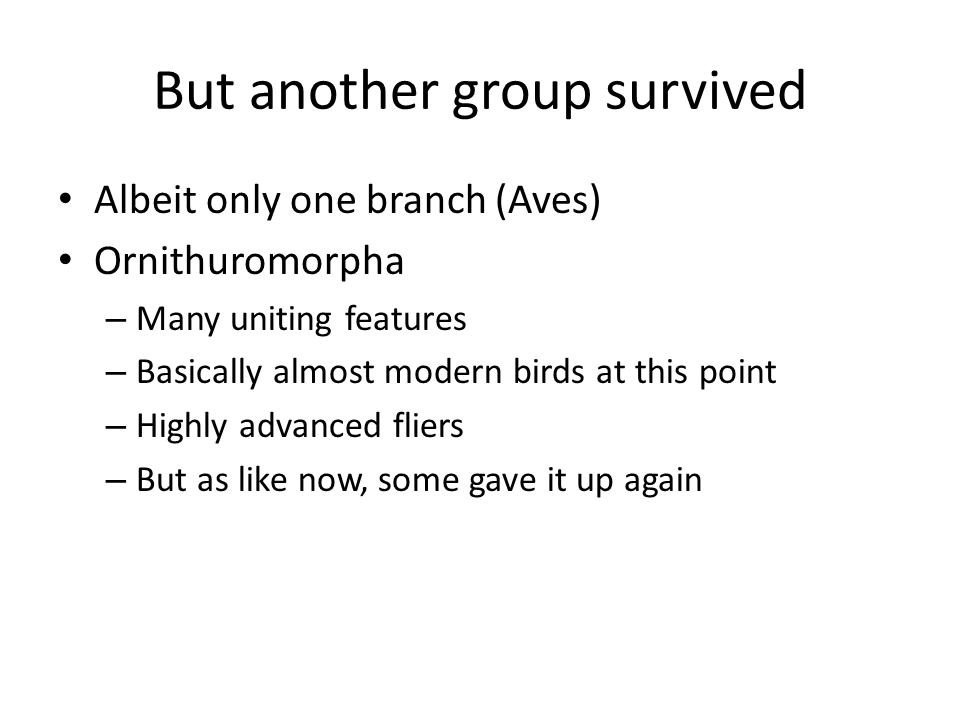 But another group survived
• Albeit only one branch (Aves)
• Ornithuromorpha
– Many uniting features
– Basically almost modern birds at this point
– Highly advanced fliers
– But as like now, some gave it up again